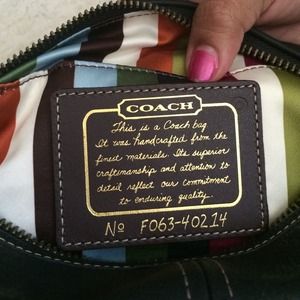 COACH
This is a Coach bag.
It was handcrafted from the
finest materials. Its superior
craftsmanship and attention to
detail reflect our commitment
to enduring quality.
No F063-40214